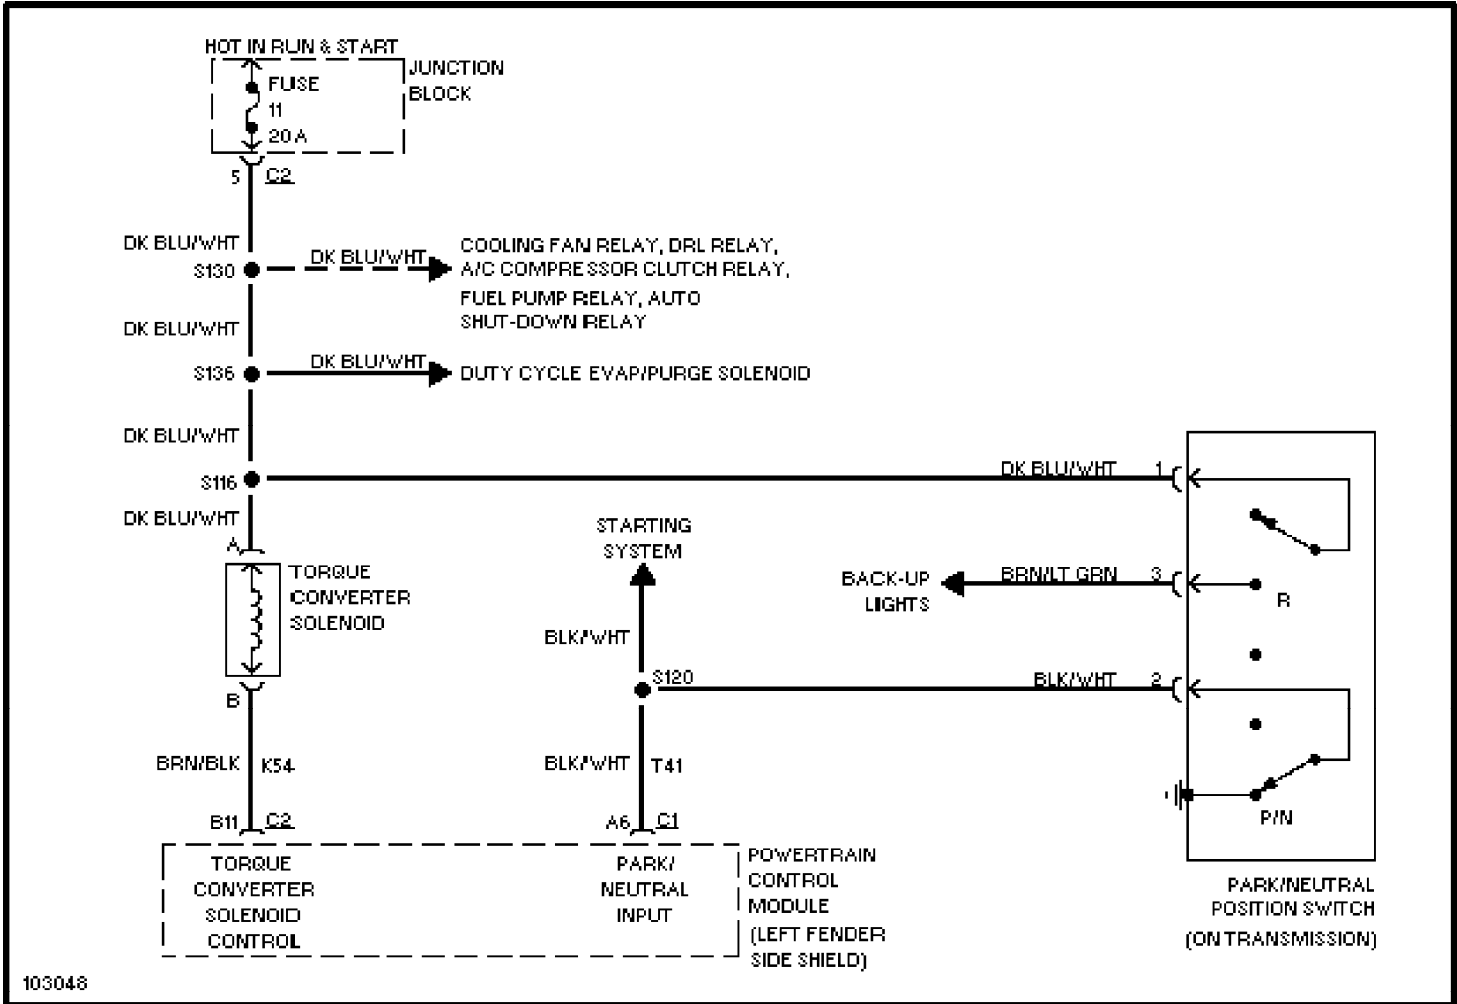 HOT IN RUN & START
JUNCTION
BLOCK
FUSE
11
20 A
5 C2
DK BLU/WHT
S130
DK BLU/WHT
COOLING FAN RELAY, DRL RELAY,
A/C COMPRESSOR CLUTCH RELAY,
FUEL PUMP RELAY, AUTO
SHUT-DOWN RELAY
DK BLU/WHT
S136
DK BLU/WHT
DUTY CYCLE EVAP/PURGE SOLENOID
DK BLU/WHT
S116
DK BLU/WHT 1
DK BLU/WHT
A
TORQUE
CONVERTER
SOLENOID
B
STARTING
SYSTEM
BLK/WHT
S120
BACK-UP
LIGHTS
BRN/LT GRN 3
R
BLK/WHT 2
P/N
BRN/BLK K54
BLK/WHT T41
B11 C2
A6 C1
TORQUE
CONVERTER
SOLENOID
CONTROL
PARK/
NEUTRAL
INPUT
POWERTRAIN
CONTROL
MODULE
(LEFT FENDER
SIDE SHIELD)
PARK/NEUTRAL
POSITION SWITCH
(ON TRANSMISSION)
103048